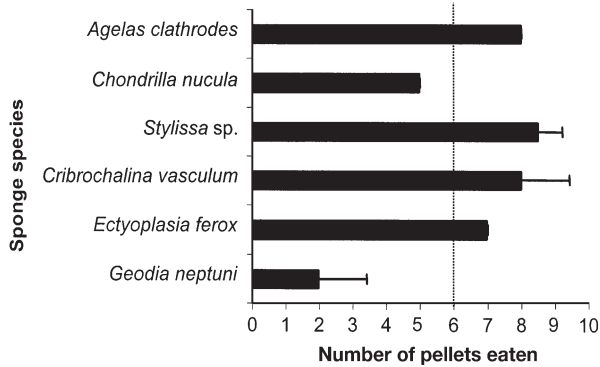 Agelas clathrodes
Chondrilla nucula
Stylissa sp.
Cribrochalina vasculum
Ectyoplasia ferox
Geodia neptuni
Sponge species
0 1 2 3 4 5 6 7 8 9 10
Number of pellets eaten